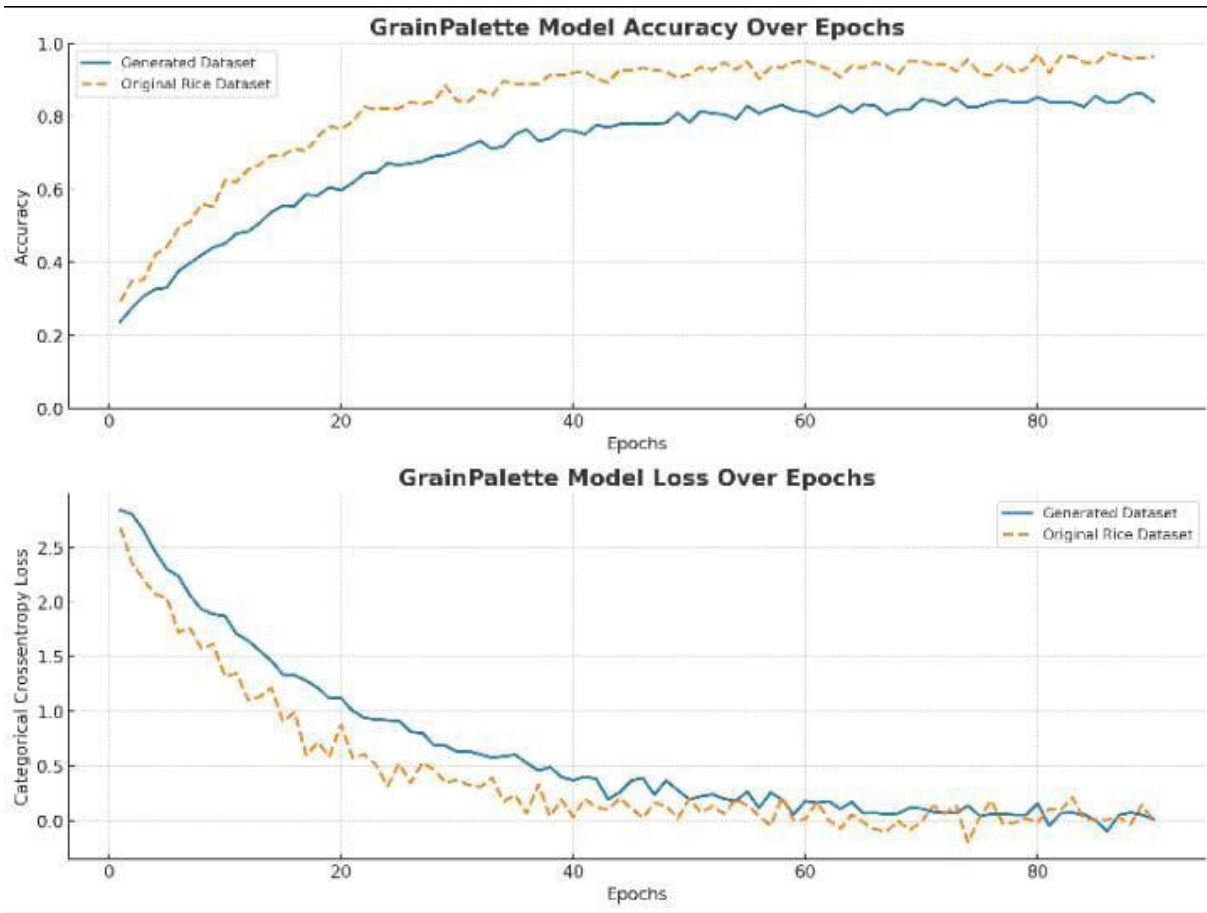 GrainPalette Model Accuracy Over Epochs
1.0
Generated Dataset
Original Rice Dataset
0.8
0.6
Accuracy
0.4
0.2
0.0
0 20 40 60 80
Epochs
GrainPalette Model Loss Over Epochs
Generated Dataset
Original Rice Dataset
2.5
2.0
Categorical Crossentropy Loss
1.5
1.0
0.5
0.0
0 20 40 60 80
Epochs